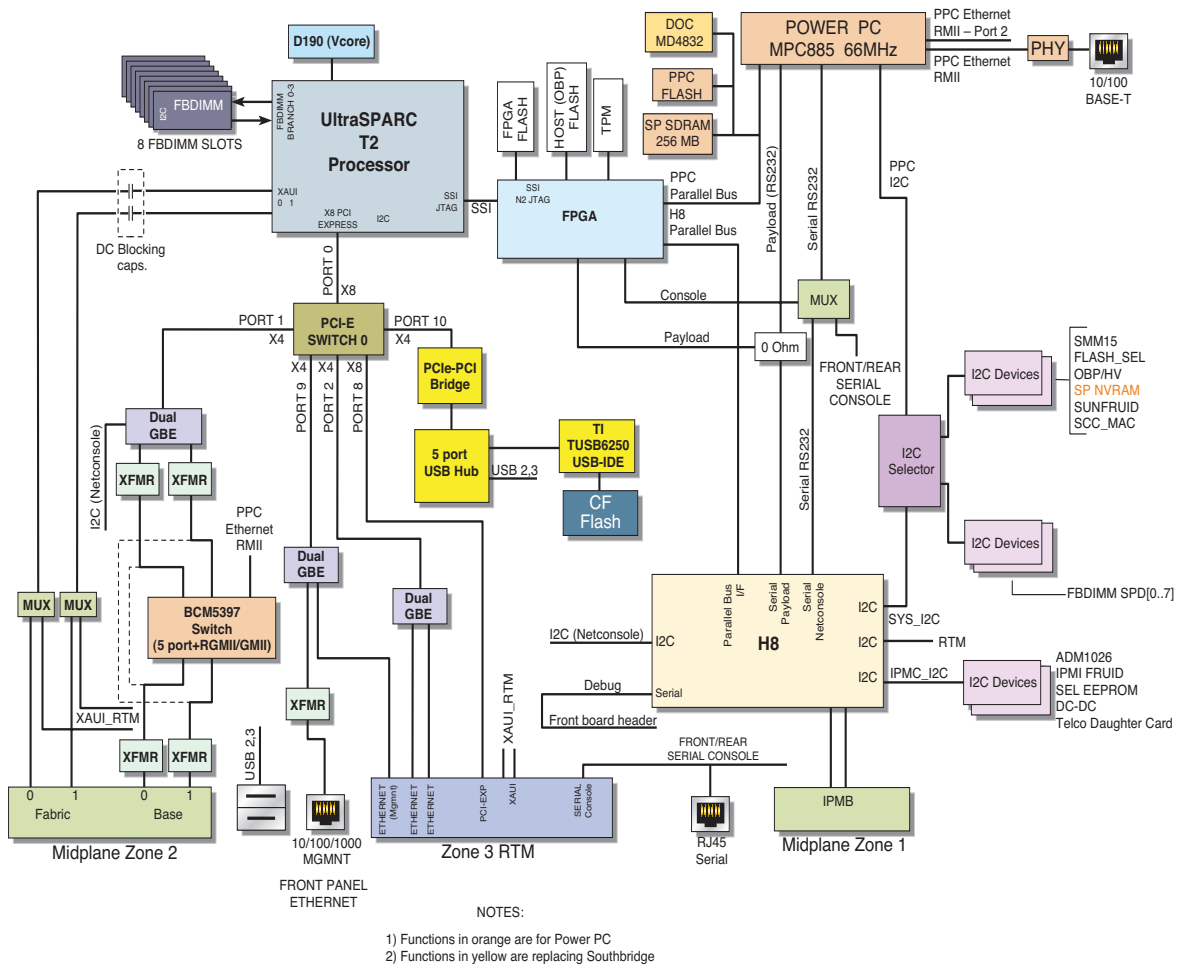 D190 (Vcore)
I2C
FBDIMM
8 FBDIMM SLOTS
FBDIMM
BRANCH 0-3
UltraSPARC
T2
Processor
XAUI
0 1
X8 PCI
EXPRESS
I2C
SSI
JTAG
SSI
DC Blocking
caps.
FPGA
FLASH
HOST (OBP)
FLASH
TPM
SSI
N2 JTAG
FPGA
DOC
MD4832
PPC
FLASH
SP SDRAM
256 MB
POWER PC
MPC885 66MHz
PPC Ethernet
RMII – Port 2
PPC Ethernet
RMII
PHY
10/100
BASE-T
PPC
Parallel Bus
H8
Parallel Bus
Payload (RS232)
Serial RS232
PPC
I2C
Console
Payload
MUX
0 Ohm
FRONT/REAR
SERIAL
CONSOLE
Serial RS232
PORT 0
X8
PORT 1
X4
PCI-E
SWITCH 0
PORT 10
X4
X4
X4
X8
PORT 9
PORT 2
PORT 8
PCIe-PCI
Bridge
5 port
USB Hub
USB 2,3
TI
TUSB6250
USB-IDE
CF
Flash
Dual
GBE
I2C (Netconsole)
XFMR
XFMR
PPC
Ethernet
RMII
MUX
MUX
BCM5397
Switch
(5 port+RGMII/GMII)
XAUI_RTM
XFMR
XFMR
0
1
0
1
Fabric
Base
Midplane Zone 2
USB 2,3
Dual
GBE
Dual
GBE
XFMR
10/100/1000
MGMNT
FRONT PANEL
ETHERNET
XAUI_RTM
ETHERNET
(Mgmnt)
ETHERNET
ETHERNET
PCI-EXP
XAUI
SERIAL
Console
Zone 3 RTM
FRONT/REAR
SERIAL CONSOLE
RJ45
Serial
I2C Devices
SMM15
FLASH_SEL
OBP/HV
SP NVRAM
SUNFRUID
SCC_MAC
I2C
Selector
I2C Devices
FBDIMM SPD[0..7]
Parallel Bus
I/F
Serial
Payload
Serial
Netconsole
I2C
SYS_I2C
I2C (Netconsole)
I2C
H8
I2C
RTM
I2C
IPMC_I2C
Debug
Serial
Front board header
I2C Devices
ADM1026
IPMI FRUID
SEL EEPROM
DC-DC
Telco Daughter Card
IPMB
Midplane Zone 1
NOTES:
1) Functions in orange are for Power PC
2) Functions in yellow are replacing Southbridge